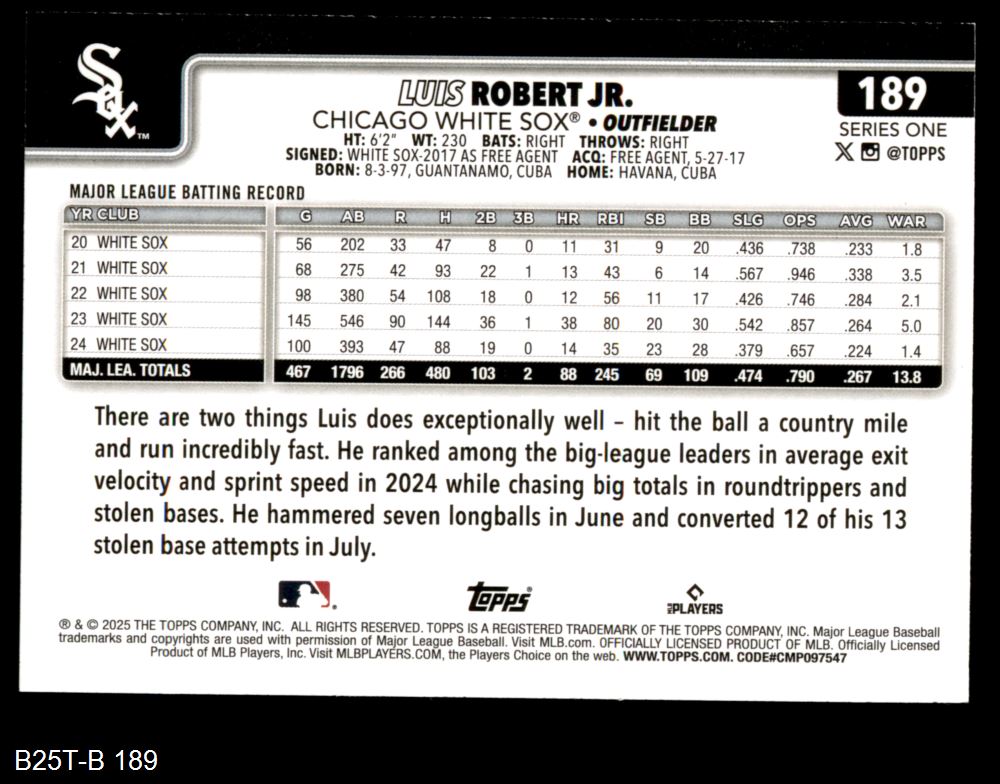 Sox
TM
LUIS ROBERT JR.
189
CHICAGO WHITE SOX® • OUTFIELDER
SERIES ONE
HT: 6'2" WT: 230 BATS: RIGHT THROWS: RIGHT
@TOPPS
SIGNED: WHITE SOX-2017 AS FREE AGENT ACQ: FREE AGENT, 5-27-17
BORN: 8-3-97, GUANTANAMO, CUBA HOME: HAVANA, CUBA
MAJOR LEAGUE BATTING RECORD
YR CLUB G AB R H 2B 3B HR RBI SB BB SLG OPS AVG WAR
20 WHITE SOX 56 202 33 47 8 0 11 31 9 20 .436 .738 .233 1.8
21 WHITE SOX 68 275 42 93 22 1 13 43 6 14 .567 .946 .338 3.5
22 WHITE SOX 98 380 54 108 18 0 12 56 11 17 .426 .746 .284 2.1
23 WHITE SOX 145 546 90 144 36 1 38 80 20 30 .542 .857 .264 5.0
24 WHITE SOX 100 393 47 88 19 0 14 35 23 28 .379 .657 .224 1.4
MAJ. LEA. TOTALS 467 1796 266 480 103 2 88 245 69 109 .474 .790 .267 13.8
There are two things Luis does exceptionally well – hit the ball a country mile
and run incredibly fast. He ranked among the big-league leaders in average exit
velocity and sprint speed in 2024 while chasing big totals in roundtrippers and
stolen bases. He hammered seven longballs in June and converted 12 of his 13
stolen base attempts in July.
Topps®
MLB PLAYERS
® & © 2025 THE TOPPS COMPANY, INC. ALL RIGHTS RESERVED. TOPPS IS A REGISTERED TRADEMARK OF THE TOPPS COMPANY, INC. Major League Baseball
trademarks and copyrights are used with permission of Major League Baseball. Visit MLB.com. OFFICIALLY LICENSED PRODUCT OF MLB. Officially Licensed
Product of MLB Players, Inc. Visit MLBPLAYERS.COM, the Players Choice on the web. WWW.TOPPS.COM. CODE#CMP097547
B25T-B 189